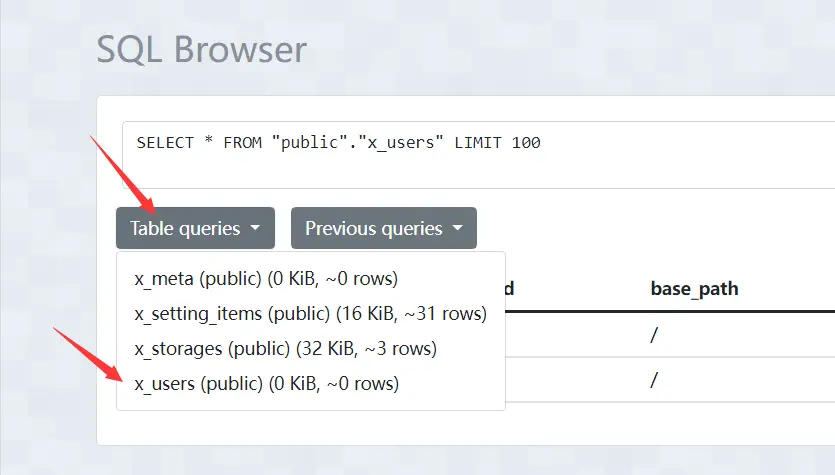 SQL Browser
SELECT * FROM "public"."x_users" LIMIT 100
Table queries
Previous queries
x_meta (public) (0 KiB, ~0 rows)
x_setting_items (public) (16 KiB, ~31 rows)
x_storages (public) (32 KiB, ~3 rows)
x_users (public) (0 KiB, ~0 rows)
d base_path
/
/